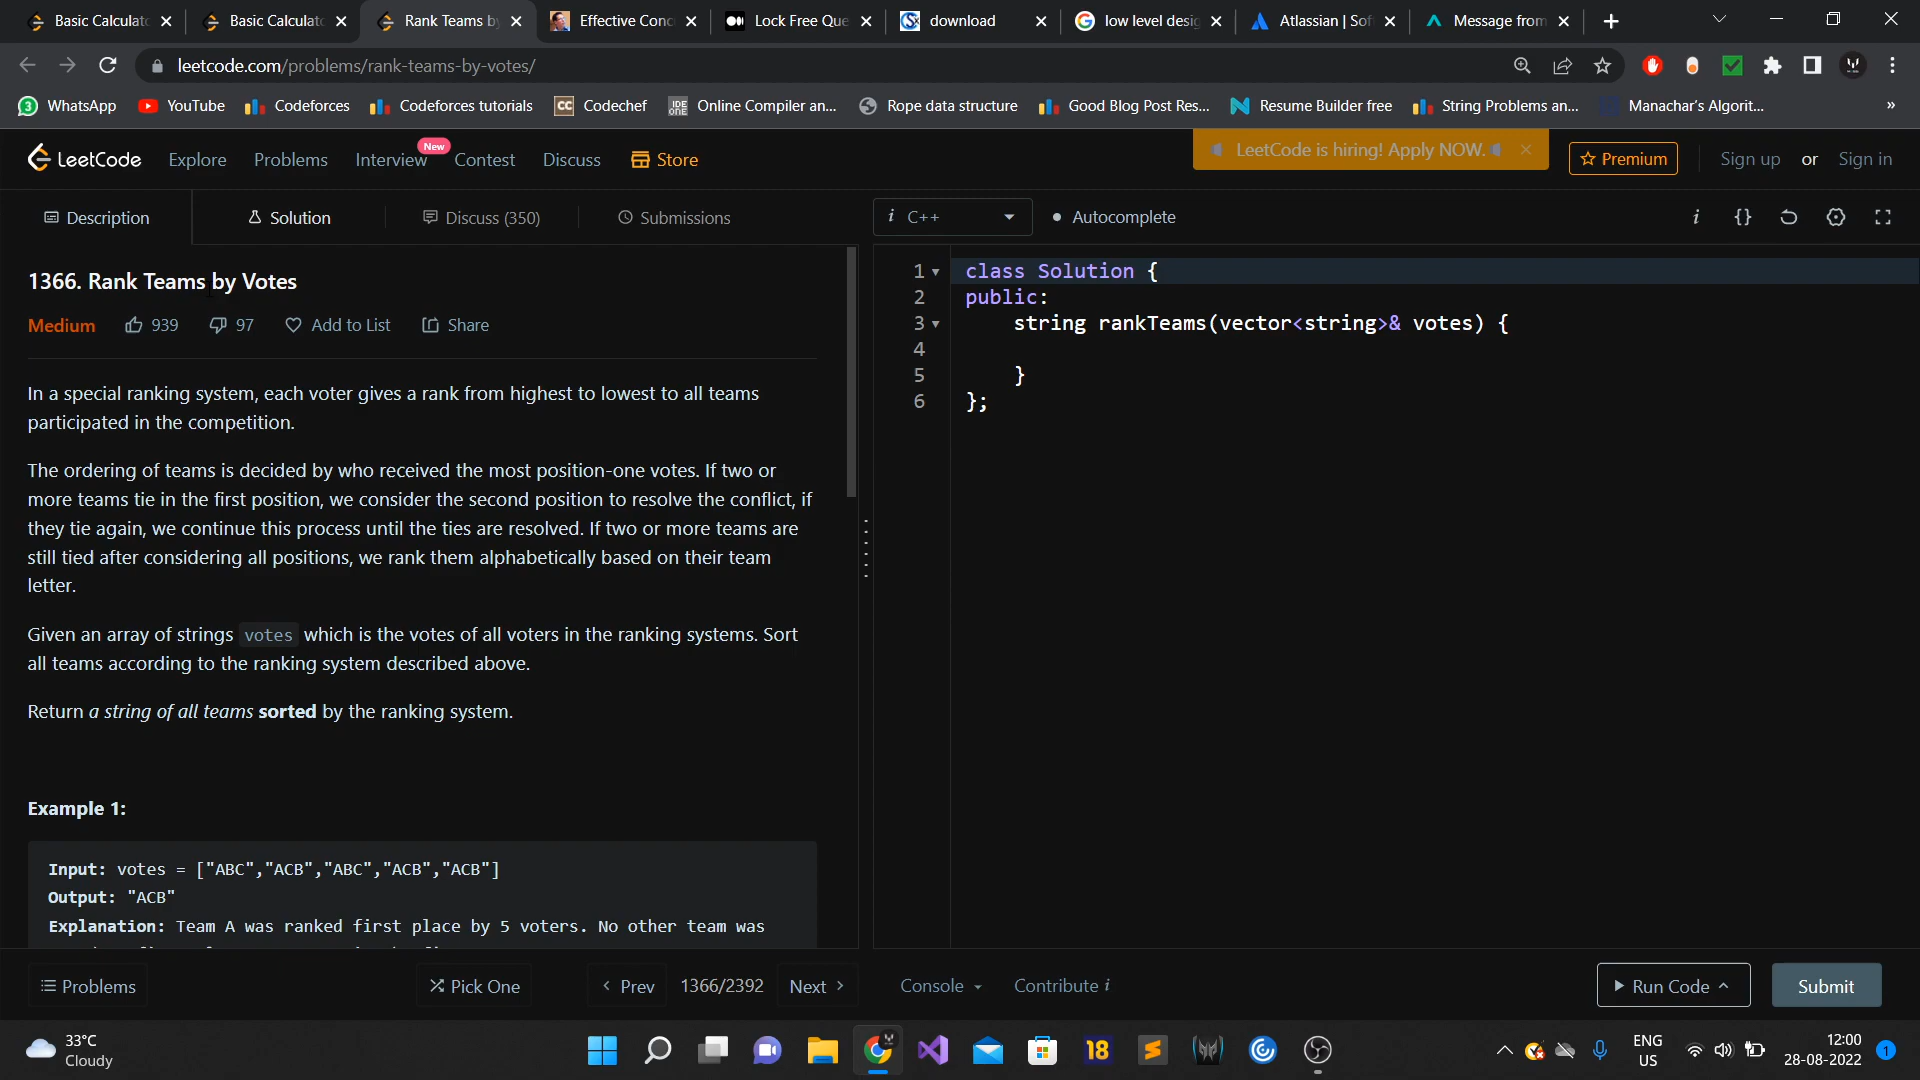 Basic Calculat
Basic Calculat
Rank Teams b
Effective Conc
Lock Free Que
download
low level desig
Atlassian | Sof
Message from
leetcode.com/problems/rank-teams-by-votes/
WhatsApp
YouTube
Codeforces
Codeforces tutorials
CC Codechef
IDE ONE Online Compiler an...
Rope data structure
Good Blog Post Res...
Resume Builder free
String Problems an...
Manachar's Algorit...
»
LeetCode
Explore
Problems
Interview
New
Contest
Discuss
Store
LeetCode is hiring! Apply NOW.
Premium
Sign up or Sign in
Description
Solution
Discuss (350)
Submissions
i C++
Autocomplete
i {}
1366. Rank Teams by Votes
Medium 939 97 Add to List Share
In a special ranking system, each voter gives a rank from highest to lowest to all teams
participated in the competition.
The ordering of teams is decided by who received the most position-one votes. If two or
more teams tie in the first position, we consider the second position to resolve the conflict, if
they tie again, we continue this process until the ties are resolved. If two or more teams are
still tied after considering all positions, we rank them alphabetically based on their team
letter.
Given an array of strings votes which is the votes of all voters in the ranking systems. Sort
all teams according to the ranking system described above.
Return a string of all teams sorted by the ranking system.
Example 1:
Input: votes = ["ABC","ACB","ABC","ACB","ACB"]
Output: "ACB"
Explanation: Team A was ranked first place by 5 voters. No other team was
1 class Solution {
2 public:
3 string rankTeams(vector<string>& votes) {
4
5 }
6 };
Problems
Pick One
Prev
1366/2392
Next
Console
Contribute i
Run Code
Submit
33°C
Cloudy
18
ENG
US
12:00
28-08-2022
1